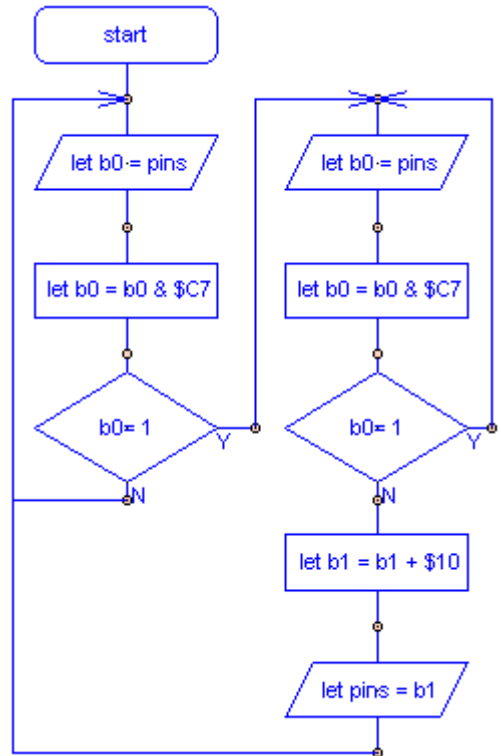 start
let b0 = pins
let b0 = b0 & $C7
b0= 1
Y
N
let b0 = pins
let b0 = b0 & $C7
b0= 1
Y
N
let b1 = b1 + $10
let pins = b1